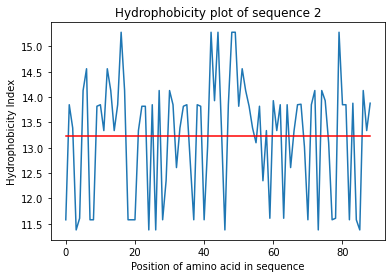 Hydrophobicity plot of sequence 2
Hydrophobicity Index
15.0
14.5
14.0
13.5
13.0
12.5
12.0
11.5
0 20 40 60 80
Position of amino acid in sequence